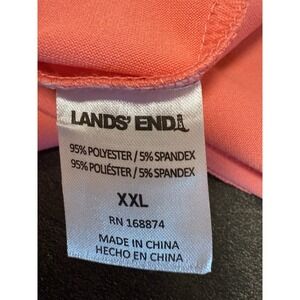 LANDS' END
95% POLYESTER / 5% SPANDEX
95% POLIÉSTER / 5% SPANDEX
XXL
RN 168874
MADE IN CHINA
HECHO EN CHINA